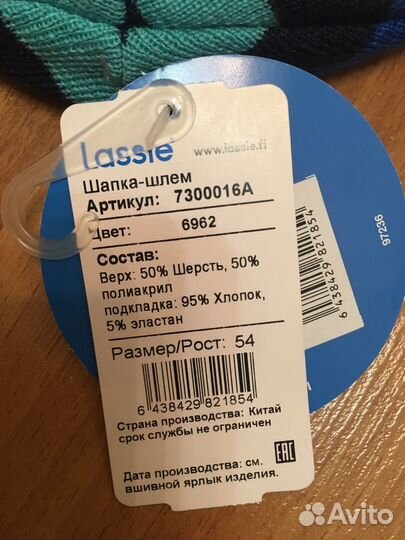 Lassie www.lassie.fi
Шапка-шлем
Артикул: 7300016A
Цвет: 6962
Состав:
Верх: 50% Шерсть, 50%
полиакрил
подкладка: 95% Хлопок,
5% эластан
Размер/Рост: 54
6 438429 821854
Страна производства: Китай
срок службы не ограничен
EAC
Дата производства: см.
вшивной ярлык изделия.
6 438429 821854
97236
Avito